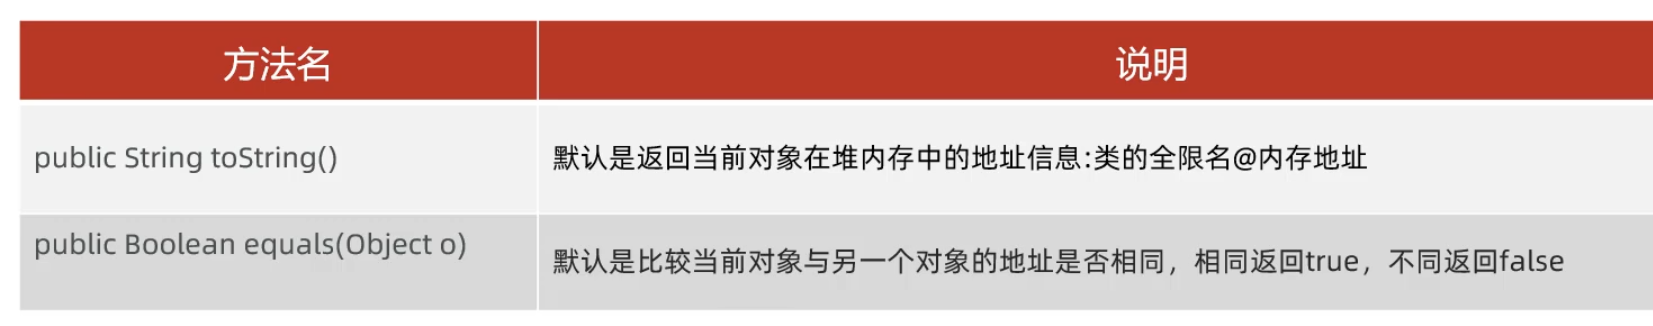 方法名
说明
public String toString()
默认是返回当前对象在堆内存中的地址信息:类的全限名@内存地址
public Boolean equals(Object o)
默认是比较当前对象与另一个对象的地址是否相同，相同返回true，不同返回false